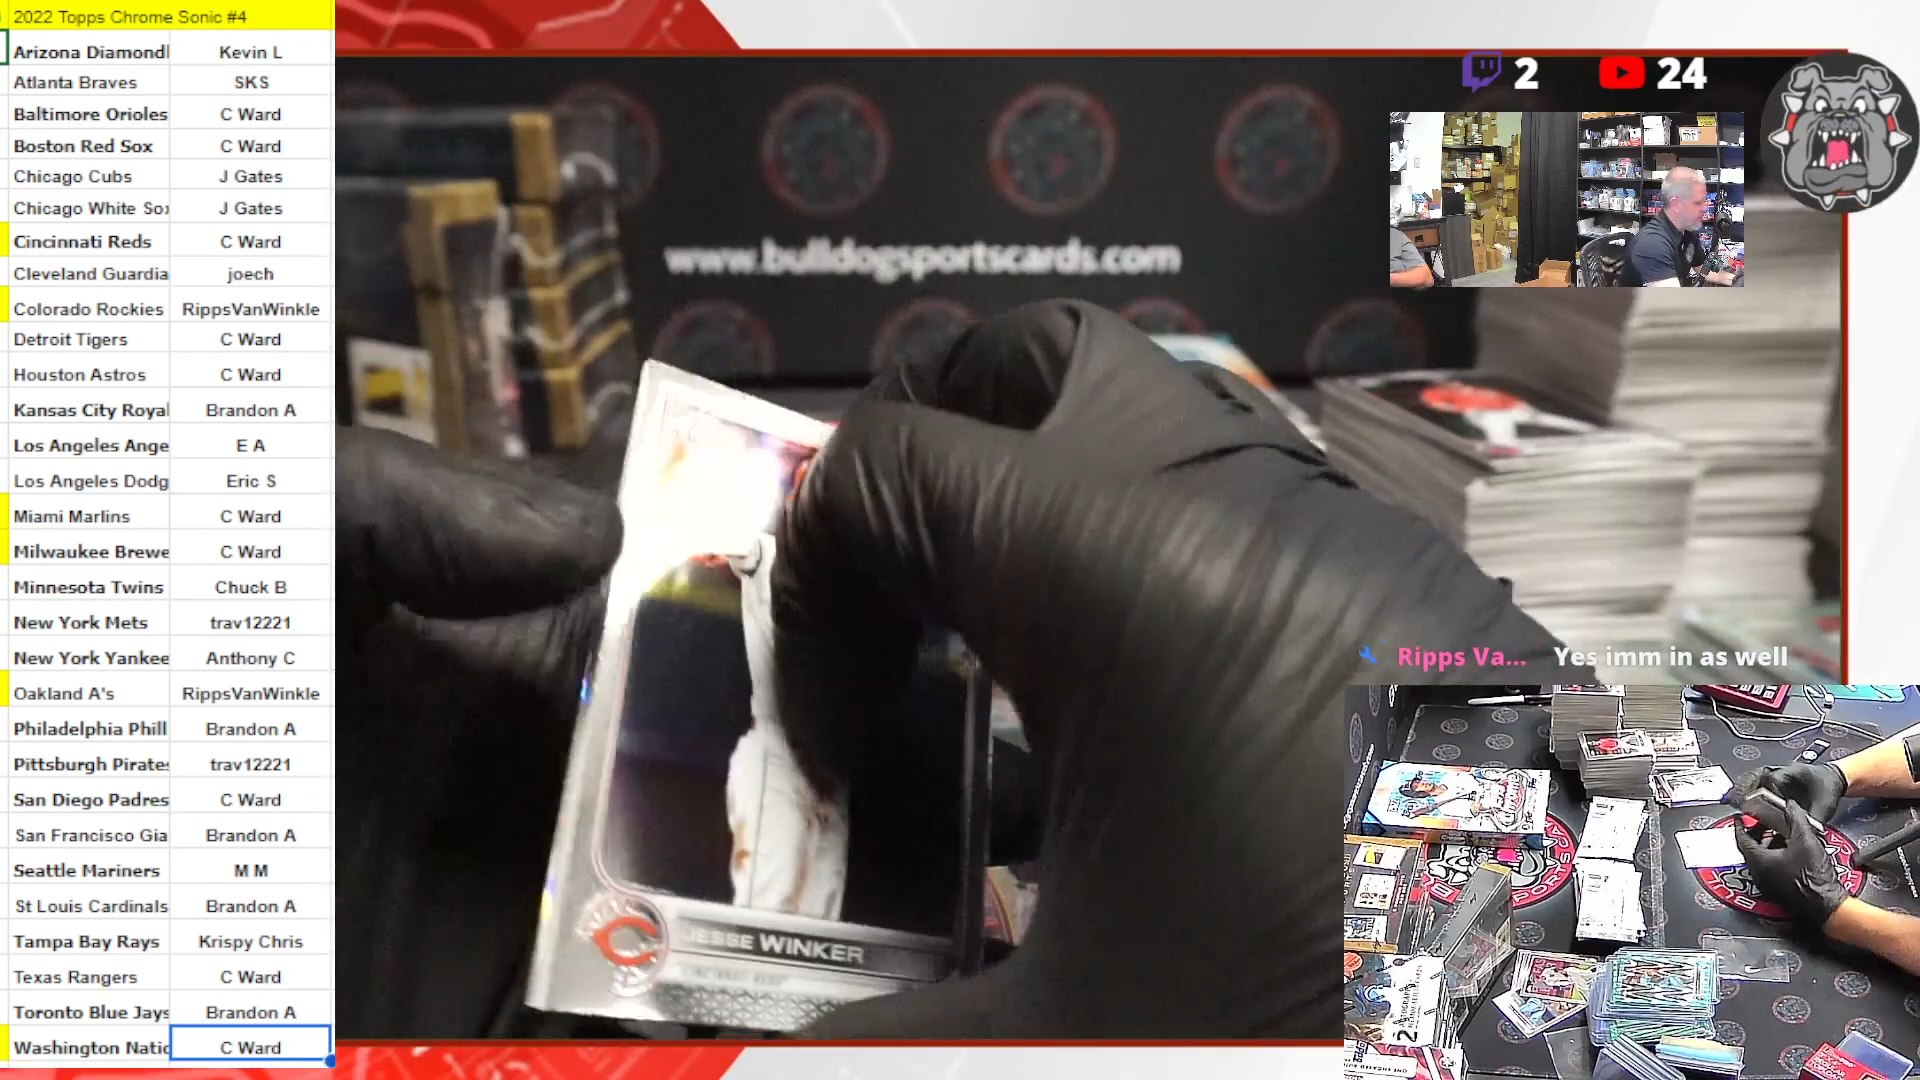 2022 Topps Chrome Sonic #4
Arizona Diamond Kevin L
Atlanta Braves SKS
Baltimore Orioles C Ward
Boston Red Sox C Ward
Chicago Cubs J Gates
Chicago White Sox J Gates
Cincinnati Reds C Ward
Cleveland Guardia joech
Colorado Rockies RippsVanWinkle
Detroit Tigers C Ward
Houston Astros C Ward
Kansas City Royal Brandon A
Los Angeles Ange E A
Los Angeles Dodg Eric S
Miami Marlins C Ward
Milwaukee Brewe C Ward
Minnesota Twins Chuck B
New York Mets trav12221
New York Yankee Anthony C
Oakland A's RippsVanWinkle
Philadelphia Phill Brandon A
Pittsburgh Pirates trav12221
San Diego Padres C Ward
San Francisco Gia Brandon A
Seattle Mariners M M
St Louis Cardinals Brandon A
Tampa Bay Rays Krispy Chris
Texas Rangers C Ward
Toronto Blue Jays Brandon A
Washington Natio C Ward
2 24
www.bulldogsportscards.com
Ripps Va... Yes imm in as well
JESSE WINKER